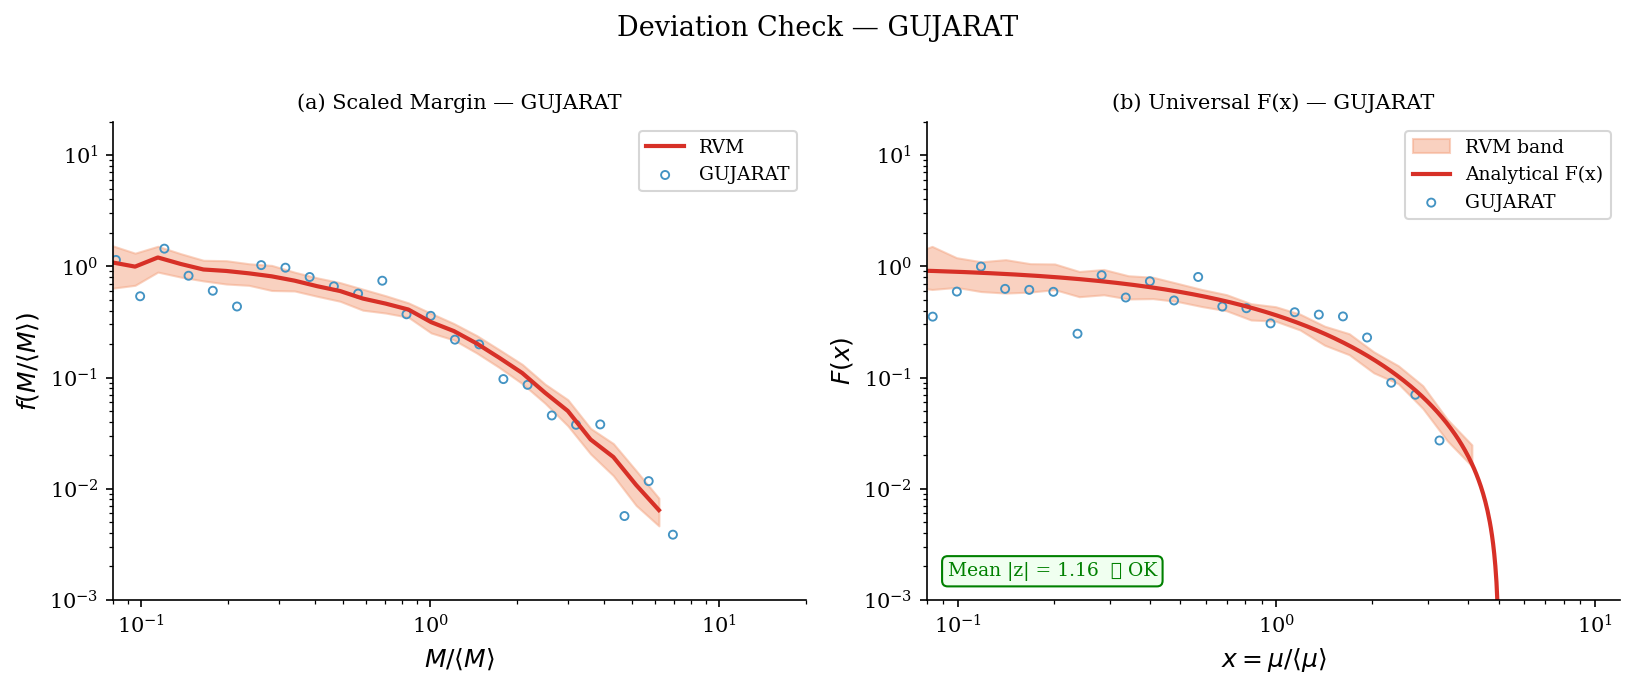 Deviation Check — GUJARAT
(a) Scaled Margin — GUJARAT
RVM
GUJARAT
10¹
10⁰
10⁻¹
10⁻²
10⁻³
f(M/⟨M⟩)
10⁻¹
10⁰
10¹
M/⟨M⟩
(b) Universal F(x) — GUJARAT
RVM band
Analytical F(x)
GUJARAT
10¹
10⁰
10⁻¹
10⁻²
10⁻³
F(x)
Mean |z| = 1.16 OK
10⁻¹
10⁰
10¹
x = μ/⟨μ⟩